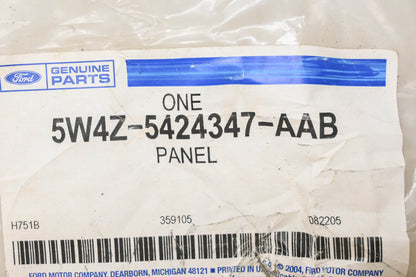 Ford
GENUINE
PARTS
ONE
5W4Z-5424347-AAB
PANEL
H751B 359105 082205
FORD MOTOR COMPANY, DEARBORN, MICHIGAN 48121 PRINTED IN U. © 2004, FORD MOTOR